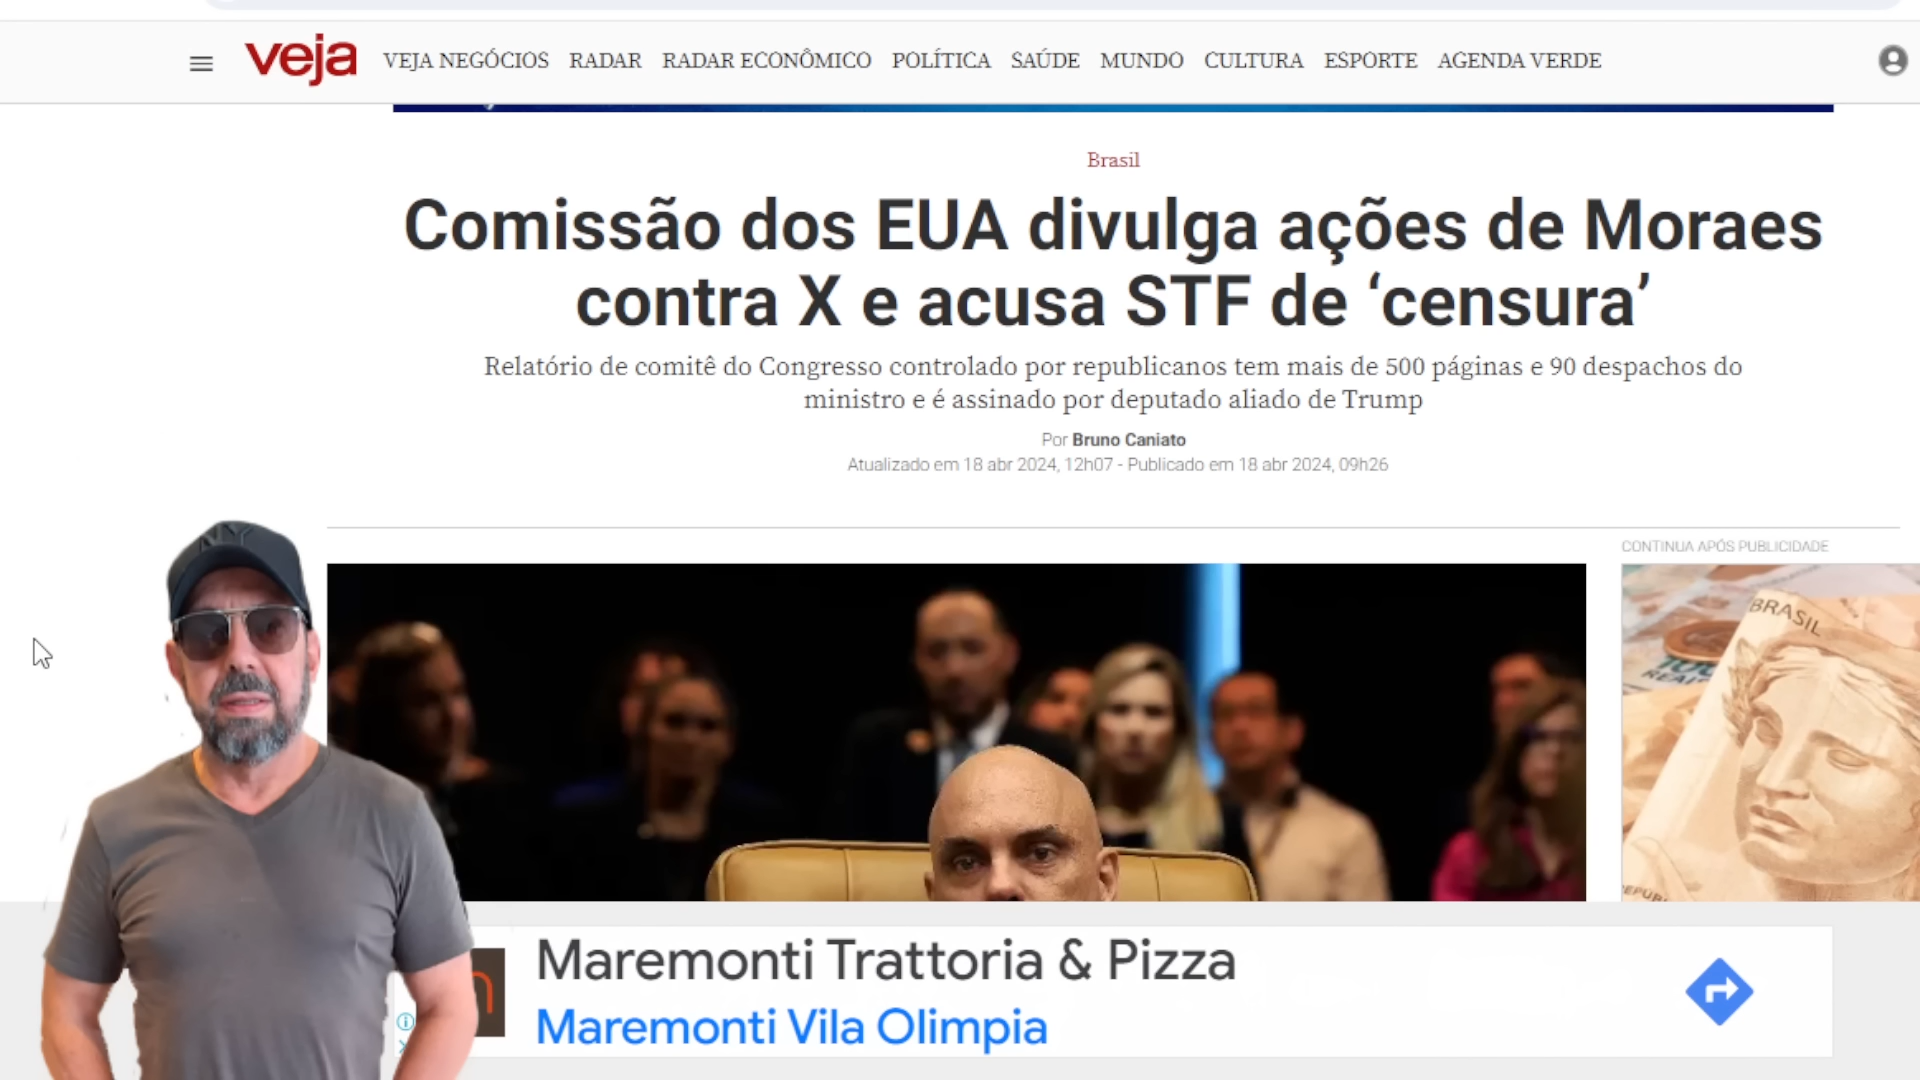 veja VEJA NEGÓCIOS RADAR RADAR ECONÔMICO POLÍTICA SAÚDE MUNDO CULTURA ESPORTE AGENDA VERDE
Brasil
Comissão dos EUA divulga ações de Moraes
contra X e acusa STF de ‘censura’
Relatório de comitê do Congresso controlado por republicanos tem mais de 500 páginas e 90 despachos do
ministro e é assinado por deputado aliado de Trump
Por Bruno Caniato
Atualizado em 18 abr 2024, 12h07 - Publicado em 18 abr 2024, 09h26
CONTINUA APÓS PUBLICIDADE
NY
BRASIL
100
REAIS
Maremonti Trattoria & Pizza
Maremonti Vila Olimpia